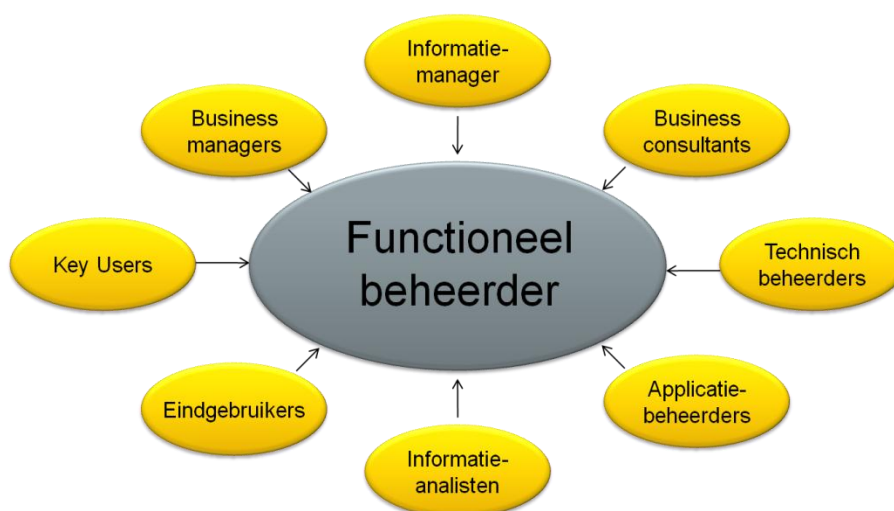 Informatie-
manager
Business
managers
Business
consultants
Functioneel
beheerder
Key Users
Technisch
beheerders
Eindgebruikers
Applicatie-
beheerders
Informatie-
analisten